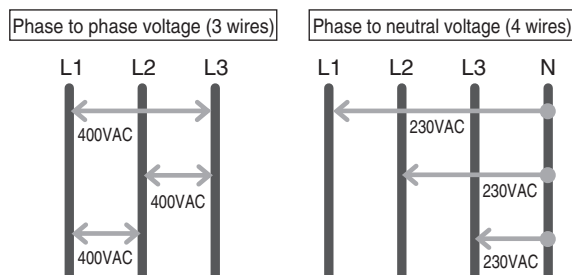 Phase to phase voltage (3 wires)
L1 L2 L3
400VAC
400VAC
400VAC
Phase to neutral voltage (4 wires)
L1 L2 L3 N
230VAC
230VAC
230VAC